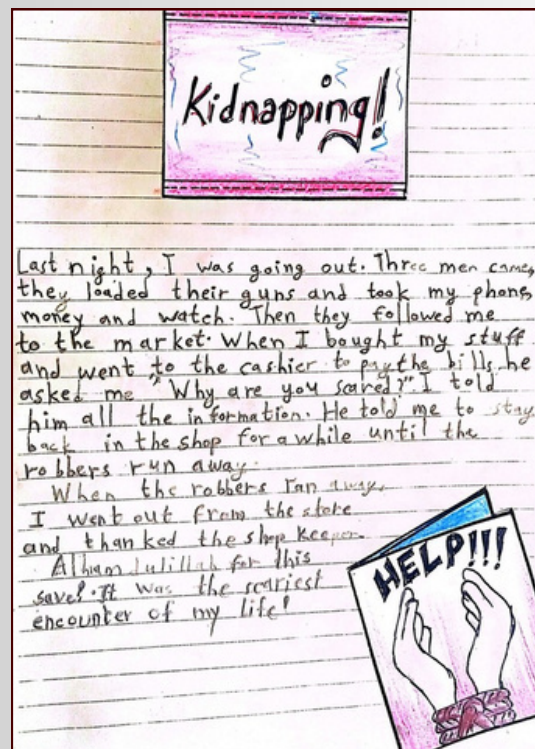 Kidnapping!
Last night, I was going out. Three men came,
they loaded their guns and took my phone,
money and watch. Then they followed me
to the market. When I bought my stuff
and went to the cashier to pay the bills, he
asked me, "Why are you scared?". I told
him all the information. He told me to stay
back in the shop for a while until the
robbers run away.
When the robbers ran away,
I went out from the store
and thanked the shop keeper.
Alhamdulillah for this
save! It was the scariest
encounter of my life!
HELP!!!